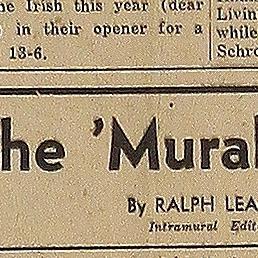 he Irish this year (dear
in their opener for a
13-6.
Livin
while
Schro
he 'Mural
By RALPH LEA
Intramural Edit